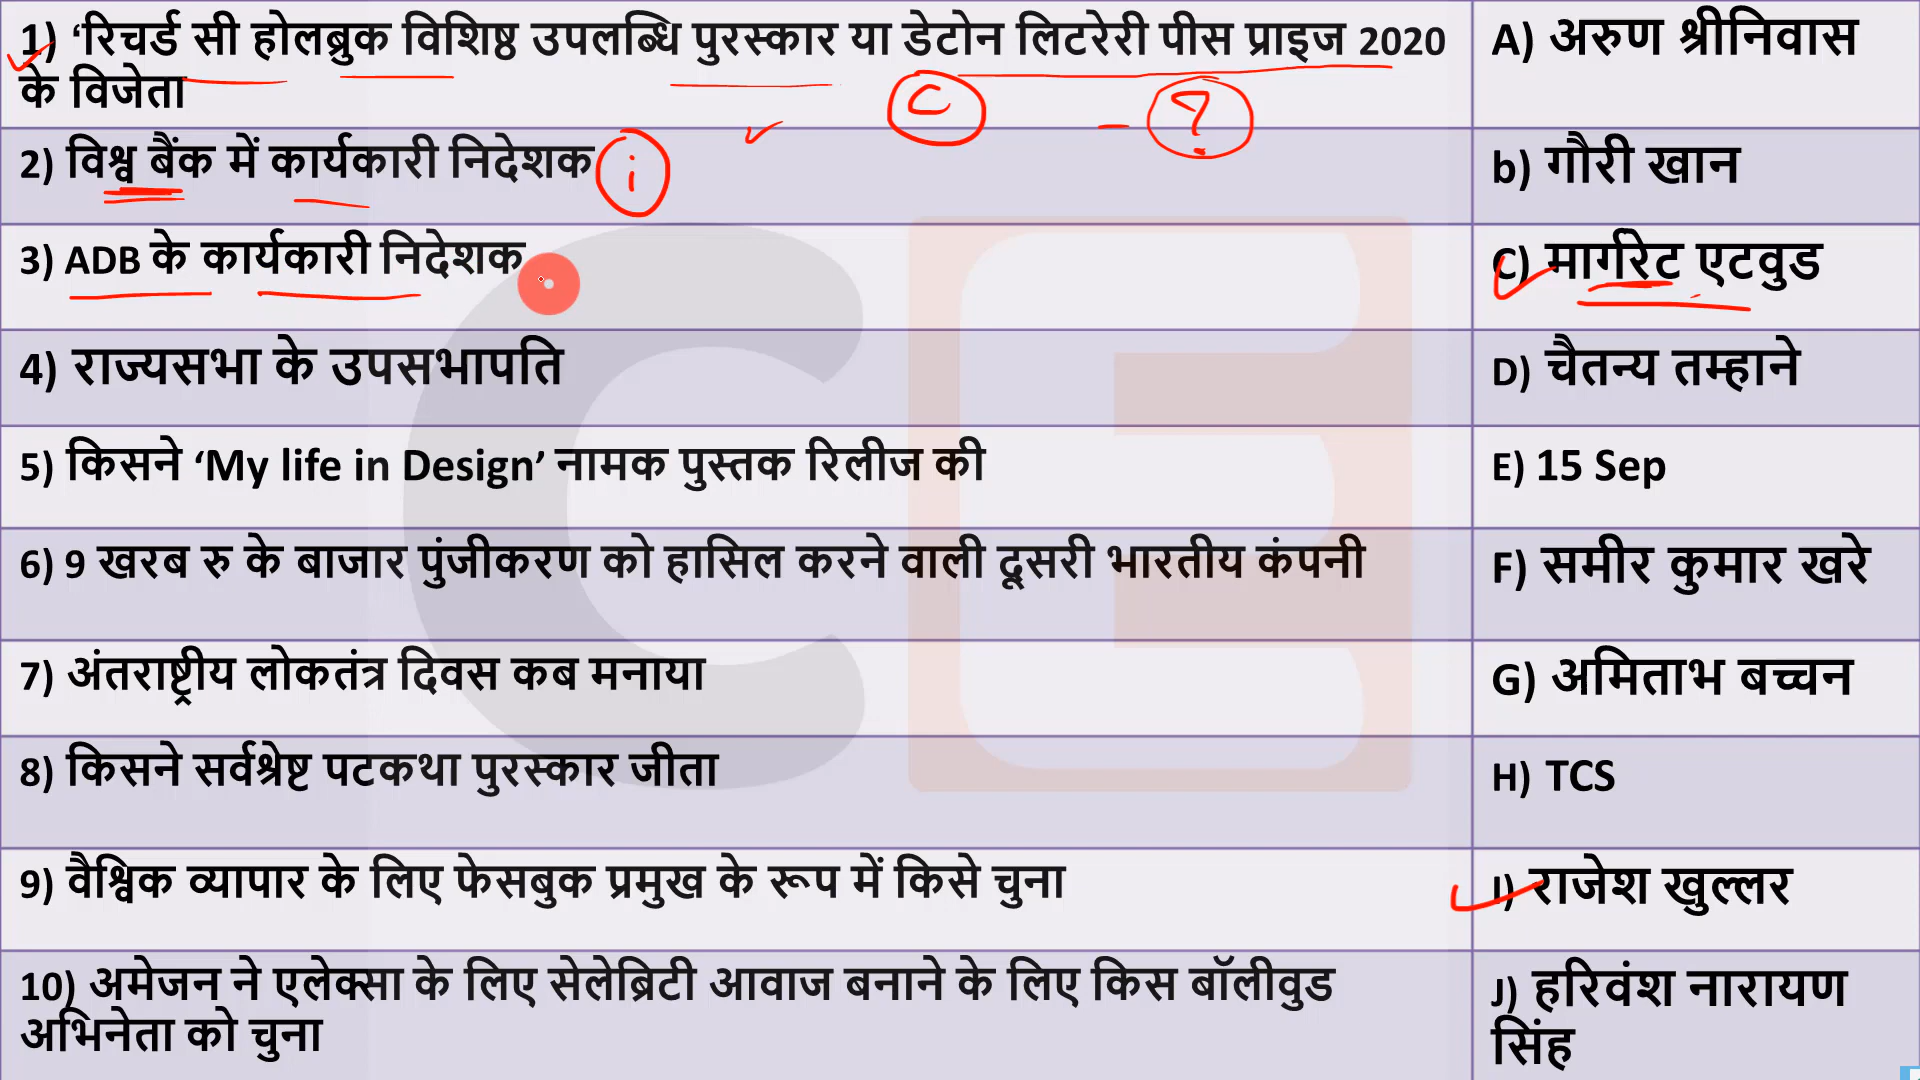 1) ‘रिचर्ड सी होलब्रुक विशिष्ठ उपलब्धि पुरस्कार या डेटोन लिटरेरी पीस प्राइज 2020
के विजेता
A) अरुण श्रीनिवास
C
?
2) विश्व बैंक में कार्यकारी निदेशक
i
b) गौरी खान
3) ADB के कार्यकारी निदेशक
C) मार्गरेट एटवुड
4) राज्यसभा के उपसभापति
D) चैतन्य तम्हाने
5) किसने ‘My life in Design’ नामक पुस्तक रिलीज की
E) 15 Sep
6) 9 खरब रु के बाजार पुंजीकरण को हासिल करने वाली दूसरी भारतीय कंपनी
F) समीर कुमार खरे
7) अंतराष्ट्रीय लोकतंत्र दिवस कब मनाया
G) अमिताभ बच्चन
8) किसने सर्वश्रेष्ट पटकथा पुरस्कार जीता
H) TCS
9) वैश्विक व्यापार के लिए फेसबुक प्रमुख के रूप में किसे चुना
I) राजेश खुल्लर
10) अमेजन ने एलेक्सा के लिए सेलेब्रिटी आवाज बनाने के लिए किस बॉलीवुड
अभिनेता को चुना
J) हरिवंश नारायण
सिंह
CE